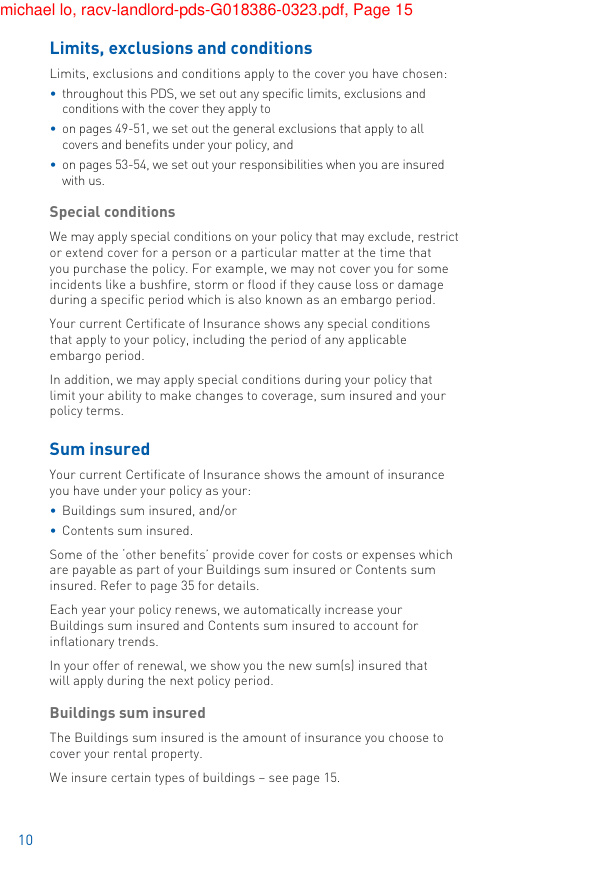 michael lo, racv-landlord-pds-G018386-0323.pdf, Page 15
Limits, exclusions and conditions
Limits, exclusions and conditions apply to the cover you have chosen:
• throughout this PDS, we set out any specific limits, exclusions and
conditions with the cover they apply to
• on pages 49-51, we set out the general exclusions that apply to all
covers and benefits under your policy, and
• on pages 53-54, we set out your responsibilities when you are insured
with us.
Special conditions
We may apply special conditions on your policy that may exclude, restrict
or extend cover for a person or a particular matter at the time that
you purchase the policy. For example, we may not cover you for some
incidents like a bushfire, storm or flood if they cause loss or damage
during a specific period which is also known as an embargo period.
Your current Certificate of Insurance shows any special conditions
that apply to your policy, including the period of any applicable
embargo period.
In addition, we may apply special conditions during your policy that
limit your ability to make changes to coverage, sum insured and your
policy terms.
Sum insured
Your current Certificate of Insurance shows the amount of insurance
you have under your policy as your:
• Buildings sum insured, and/or
• Contents sum insured.
Some of the ‘other benefits’ provide cover for costs or expenses which
are payable as part of your Buildings sum insured or Contents sum
insured. Refer to page 35 for details.
Each year your policy renews, we automatically increase your
Buildings sum insured and Contents sum insured to account for
inflationary trends.
In your offer of renewal, we show you the new sum(s) insured that
will apply during the next policy period.
Buildings sum insured
The Buildings sum insured is the amount of insurance you choose to
cover your rental property.
We insure certain types of buildings – see page 15.
10